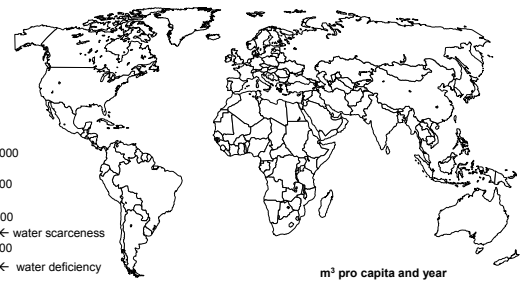 000
00
00
← water scarceness
00
← water deficiency
m³ pro capita and year